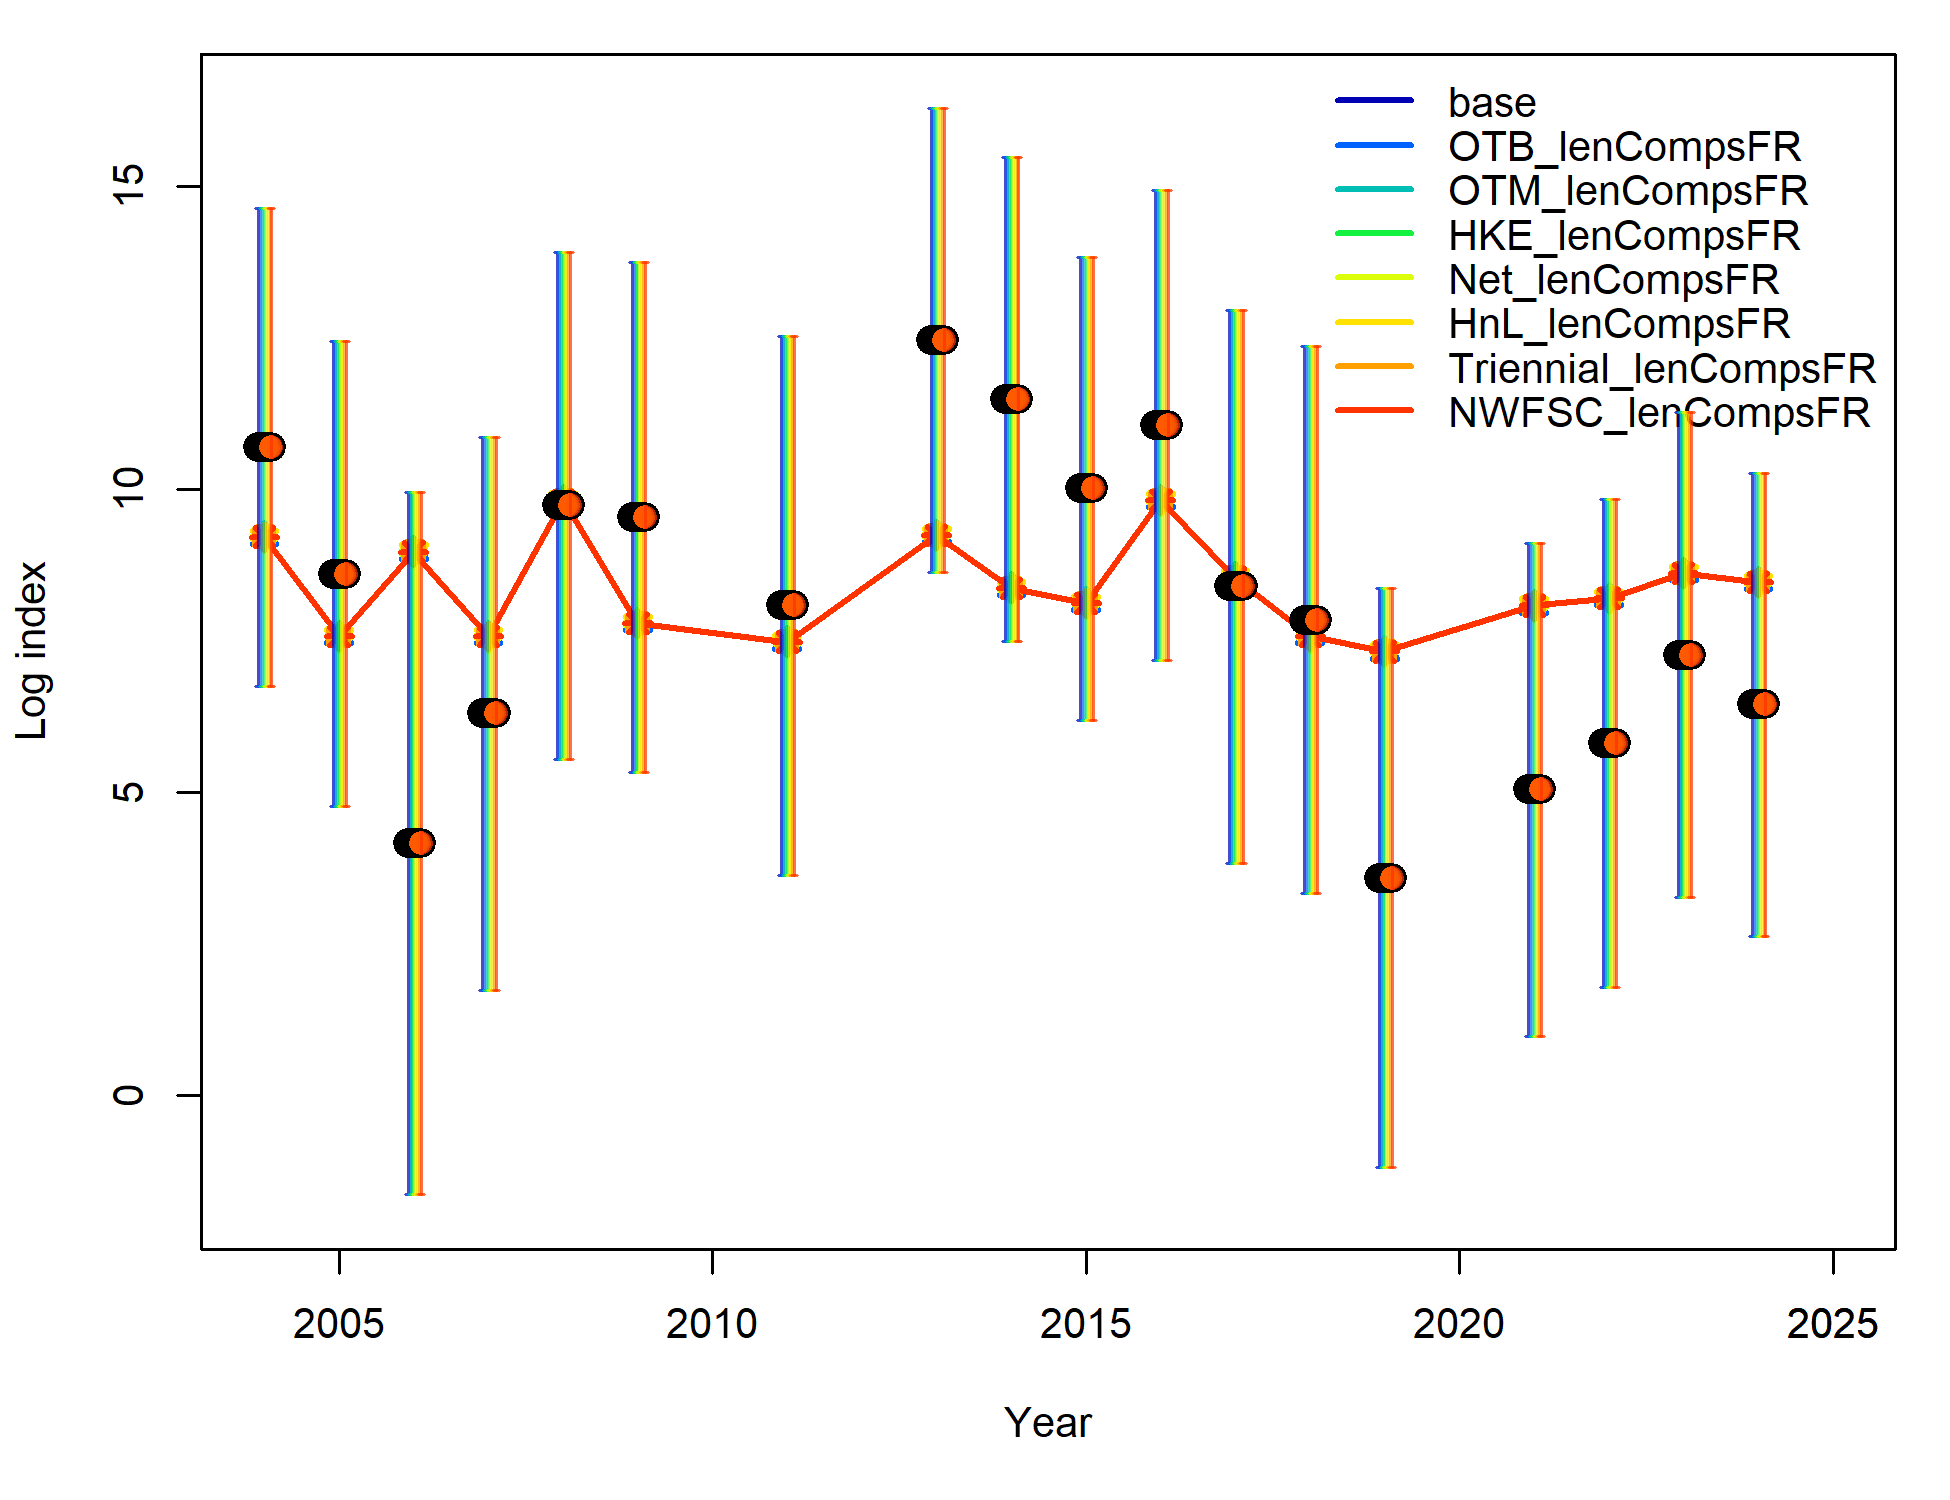 base
OTB_lenCompsFR
OTM_lenCompsFR
HKE_lenCompsFR
Net_lenCompsFR
HnL_lenCompsFR
Triennial_lenCompsFR
NWFSC_lenCompsFR
Log index
15
10
5
0
2005 2010 2015 2020 2025
Year